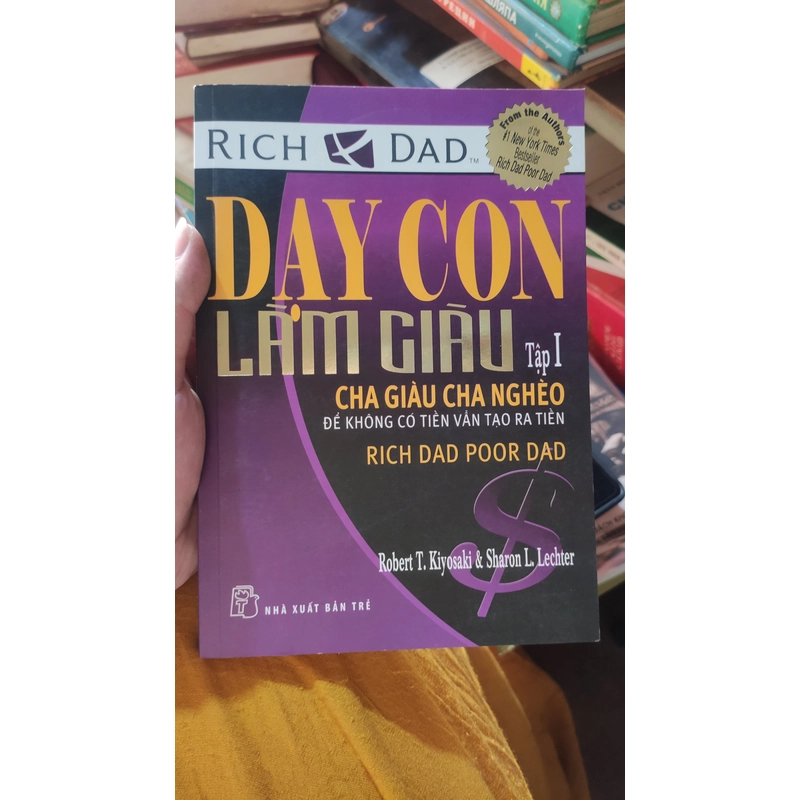 RICH DAD TM
From the Authors
of the
#1 New York Times
Bestseller
Rich Dad Poor Dad
DẠY CON
LÀM GIÀU
Tập I
CHA GIÀU CHA NGHÈO
ĐỂ KHÔNG CÓ TIỀN VẪN TẠO RA TIỀN
RICH DAD POOR DAD
$
Robert T. Kiyosaki & Sharon L. Lechter
NHÀ XUẤT BẢN TRẺ